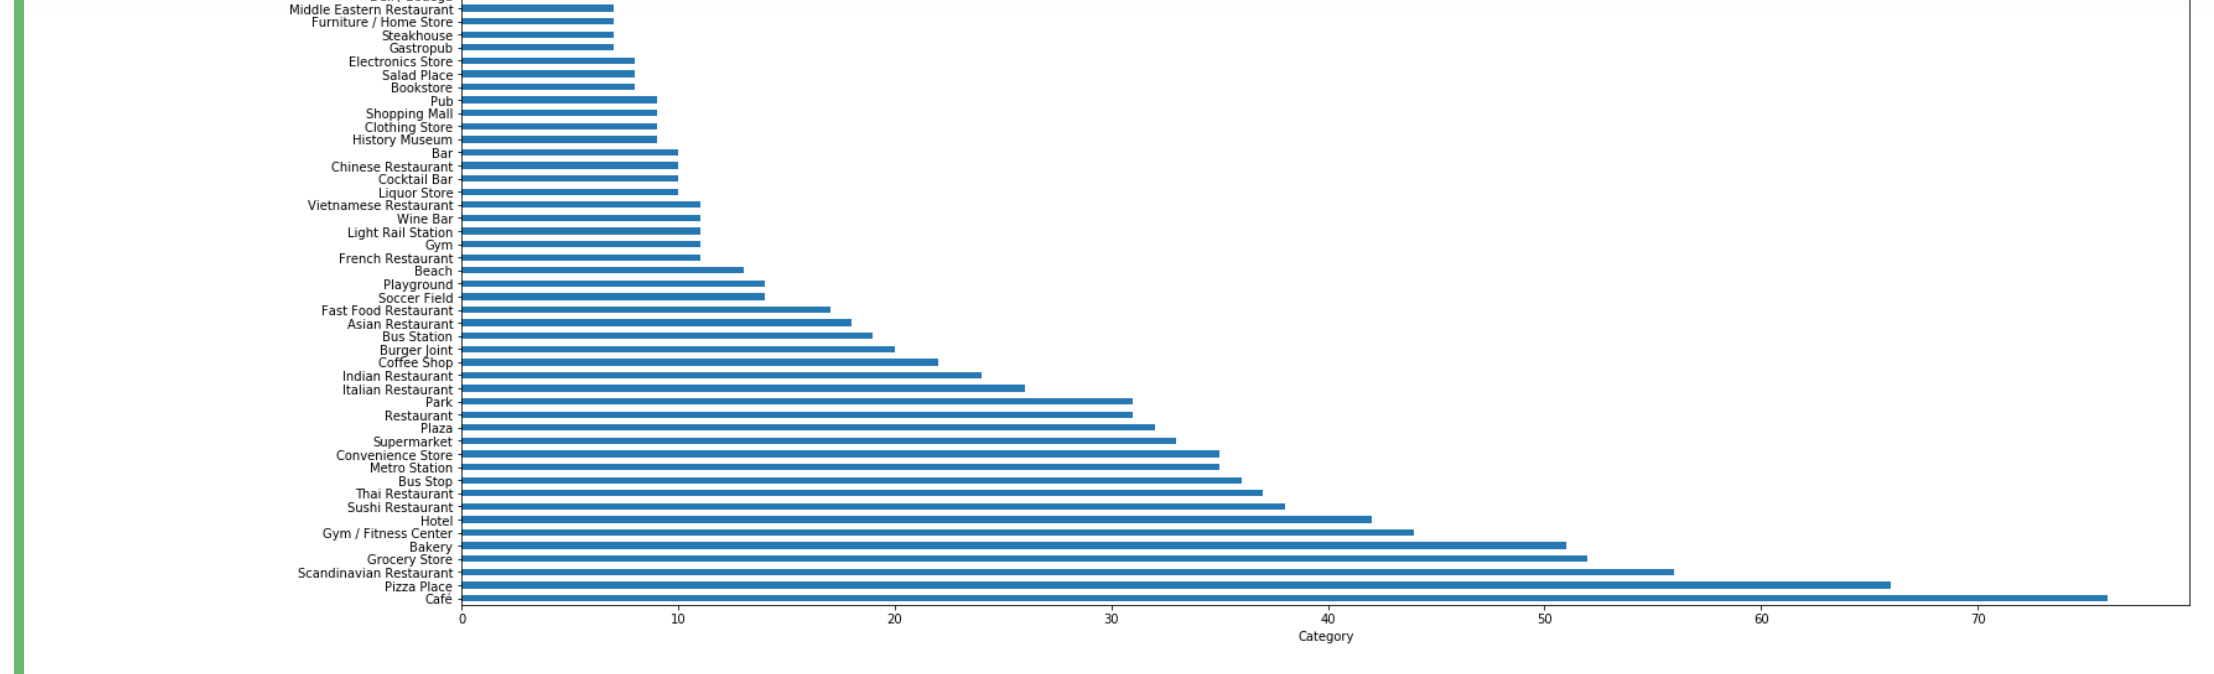 Middle Eastern Restaurant
Furniture / Home Store
Steakhouse
Gastropub
Electronics Store
Salad Place
Bookstore
Pub
Shopping Mall
Clothing Store
History Museum
Bar
Chinese Restaurant
Cocktail Bar
Liquor Store
Vietnamese Restaurant
Wine Bar
Light Rail Station
Gym
French Restaurant
Beach
Playground
Soccer Field
Fast Food Restaurant
Asian Restaurant
Bus Station
Burger Joint
Coffee Shop
Indian Restaurant
Italian Restaurant
Park
Restaurant
Plaza
Supermarket
Convenience Store
Metro Station
Bus Stop
Thai Restaurant
Sushi Restaurant
Hotel
Gym / Fitness Center
Bakery
Grocery Store
Scandinavian Restaurant
Pizza Place
Café
0 10 20 30 40 50 60 70
Category